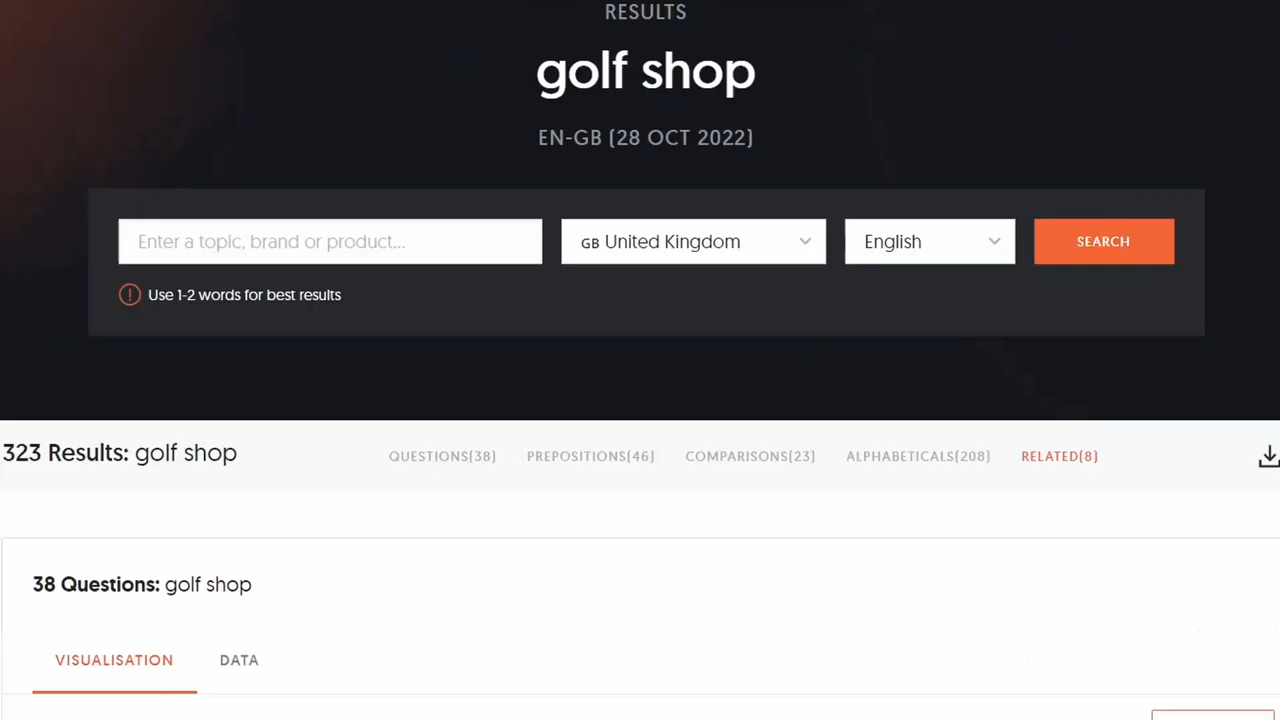 RESULTS
golf shop
EN-GB (28 OCT 2022)
Enter a topic, brand or product...
GB United Kingdom
English
SEARCH
! Use 1-2 words for best results
323 Results: golf shop
QUESTIONS(38)
PREPOSITIONS(46)
COMPARISONS(23)
ALPHABETICALS(208)
RELATED(8)
38 Questions: golf shop
VISUALISATION
DATA